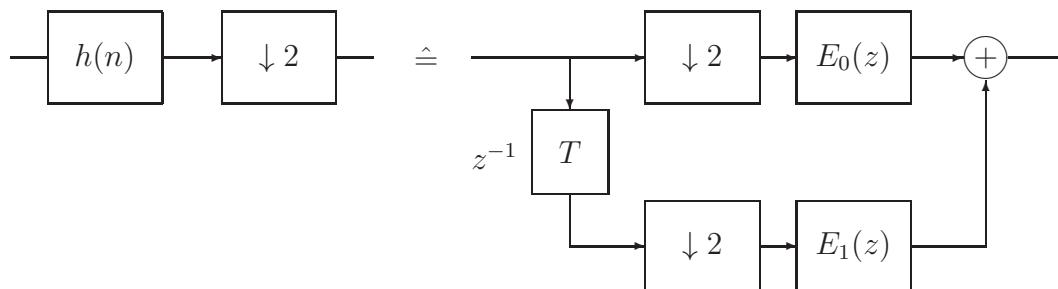 h(n) ↓ 2 ≙ ↓ 2 E₀(z) +
z⁻¹ T
↓ 2 E₁(z)